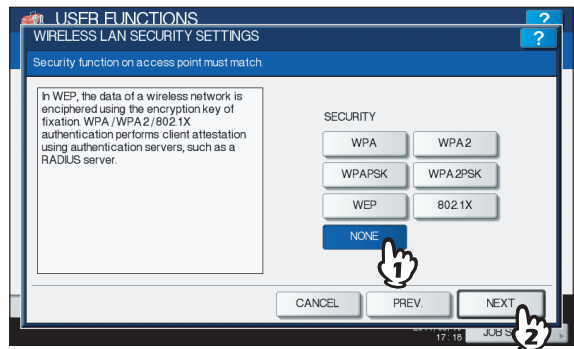 USER FUNCTIONS
?
WIRELESS LAN SECURITY SETTINGS
?
Security function on access point must match.
In WEP, the data of a wireless network is
enciphered using the encryption key of
fixation. WPA/WPA2/802.1X
authentication performs client attestation
using authentication servers, such as a
RADIUS server.
SECURITY
WPA
WPA2
WPAPSK
WPA2PSK
WEP
802.1X
NONE
1
CANCEL
PREV.
NEXT
2
17:18
JOB